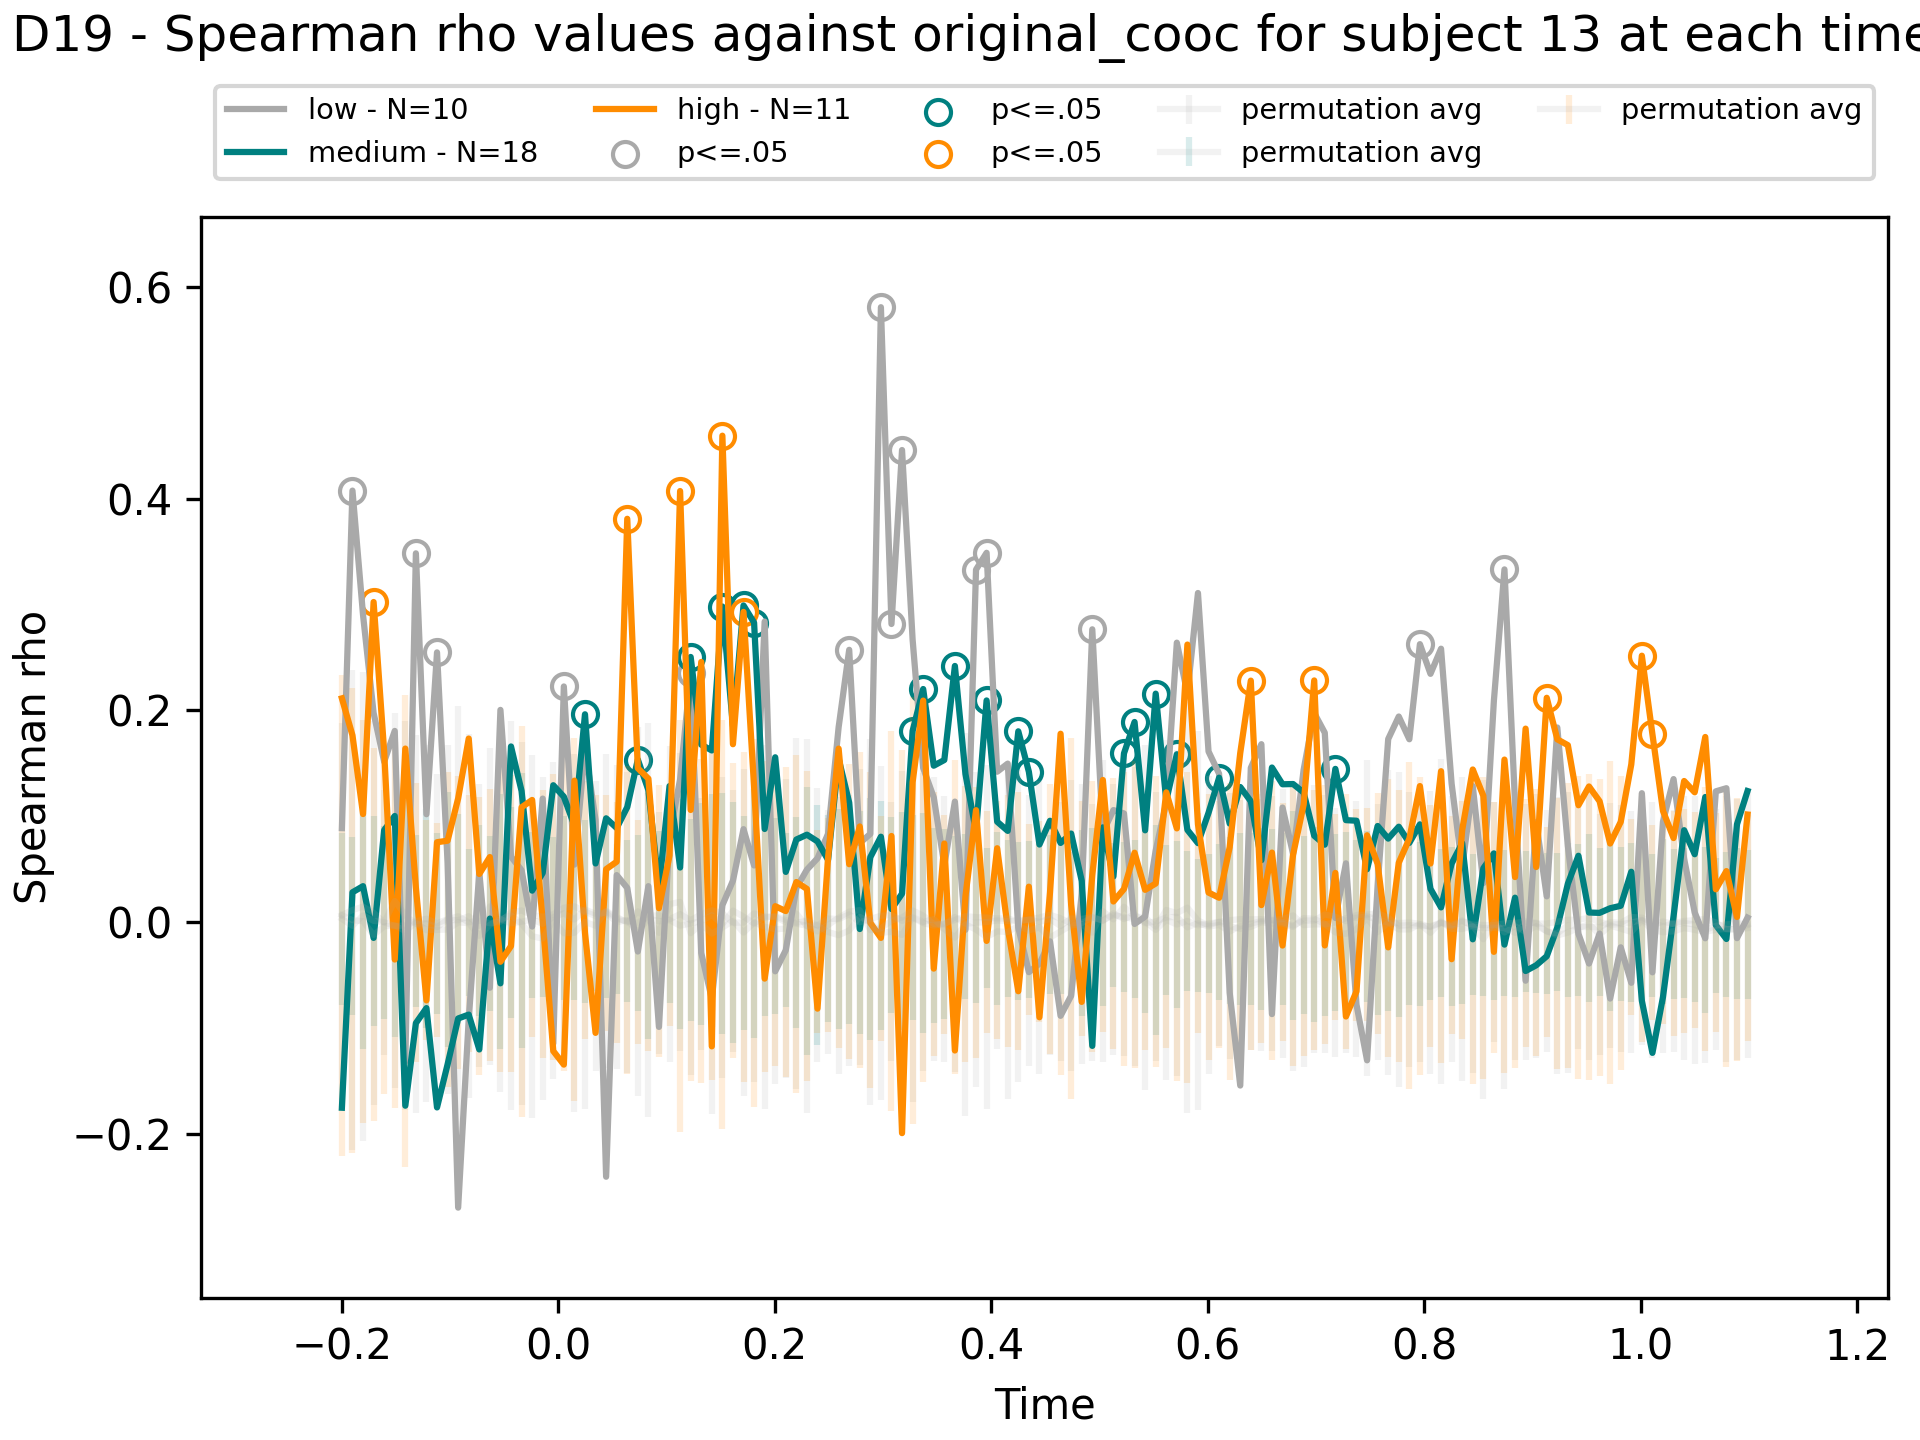 D19 - Spearman rho values against original_cooc for subject 13 at each time
low - N=10
medium - N=18
high - N=11
p<=.05
p<=.05
p<=.05
permutation avg
permutation avg
permutation avg
Spearman rho
0.6
0.4
0.2
0.0
−0.2
−0.2
0.0
0.2
0.4
0.6
0.8
1.0
1.2
Time